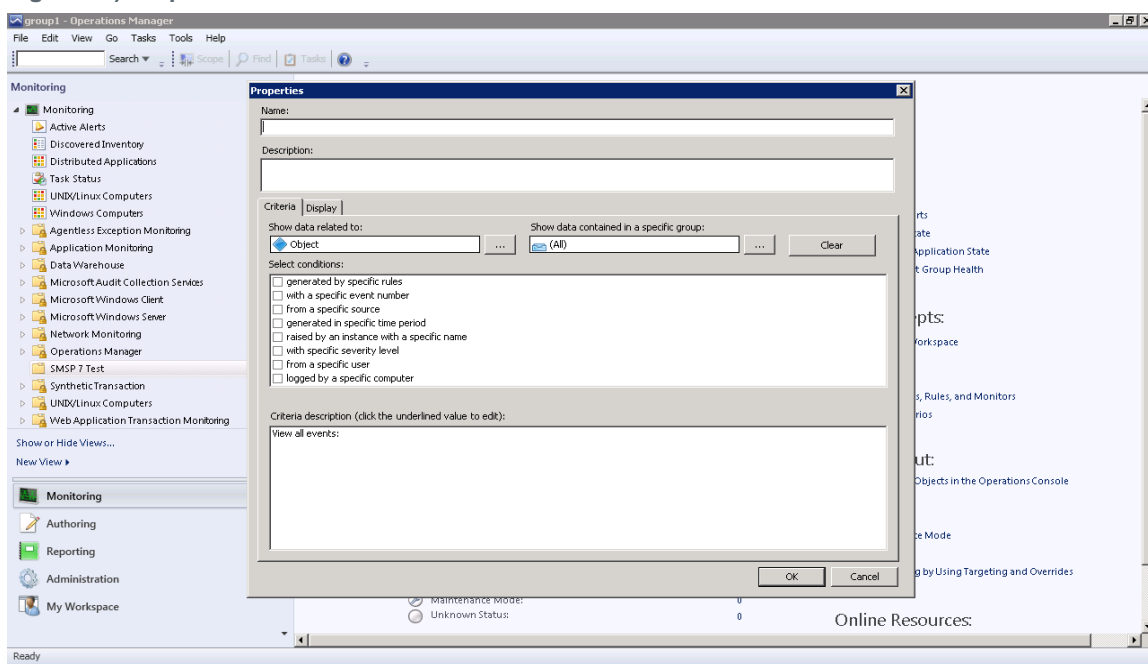 group1 - Operations Manager
File Edit View Go Tasks Tools Help
Search Scope Find Tasks
Monitoring
Monitoring
Active Alerts
Discovered Inventory
Distributed Applications
Task Status
UNIX/Linux Computers
Windows Computers
Agentless Exception Monitoring
Application Monitoring
Data Warehouse
Microsoft Audit Collection Services
Microsoft Windows Client
Microsoft Windows Server
Network Monitoring
Operations Manager
SMSP 7 Test
Synthetic Transaction
UNIX/Linux Computers
Web Application Transaction Monitoring
Show or Hide Views...
New View
Monitoring
Authoring
Reporting
Administration
My Workspace
Properties
Name:
Description:
Criteria Display
Show data related to: Show data contained in a specific group:
Object ... (All) ... Clear
Select conditions:
generated by specific rules
with a specific event number
from a specific source
generated in specific time period
raised by an instance with a specific name
with specific severity level
from a specific user
logged by a specific computer
Criteria description (click the underlined value to edit):
View all events:
OK Cancel
Application State
Group Health
s, Rules, and Monitors
Objects in the Operations Console
Mode
g by Using Targeting and Overrides
Maintenance Mode: 0
Unknown Status: 0
Online Resources:
Ready